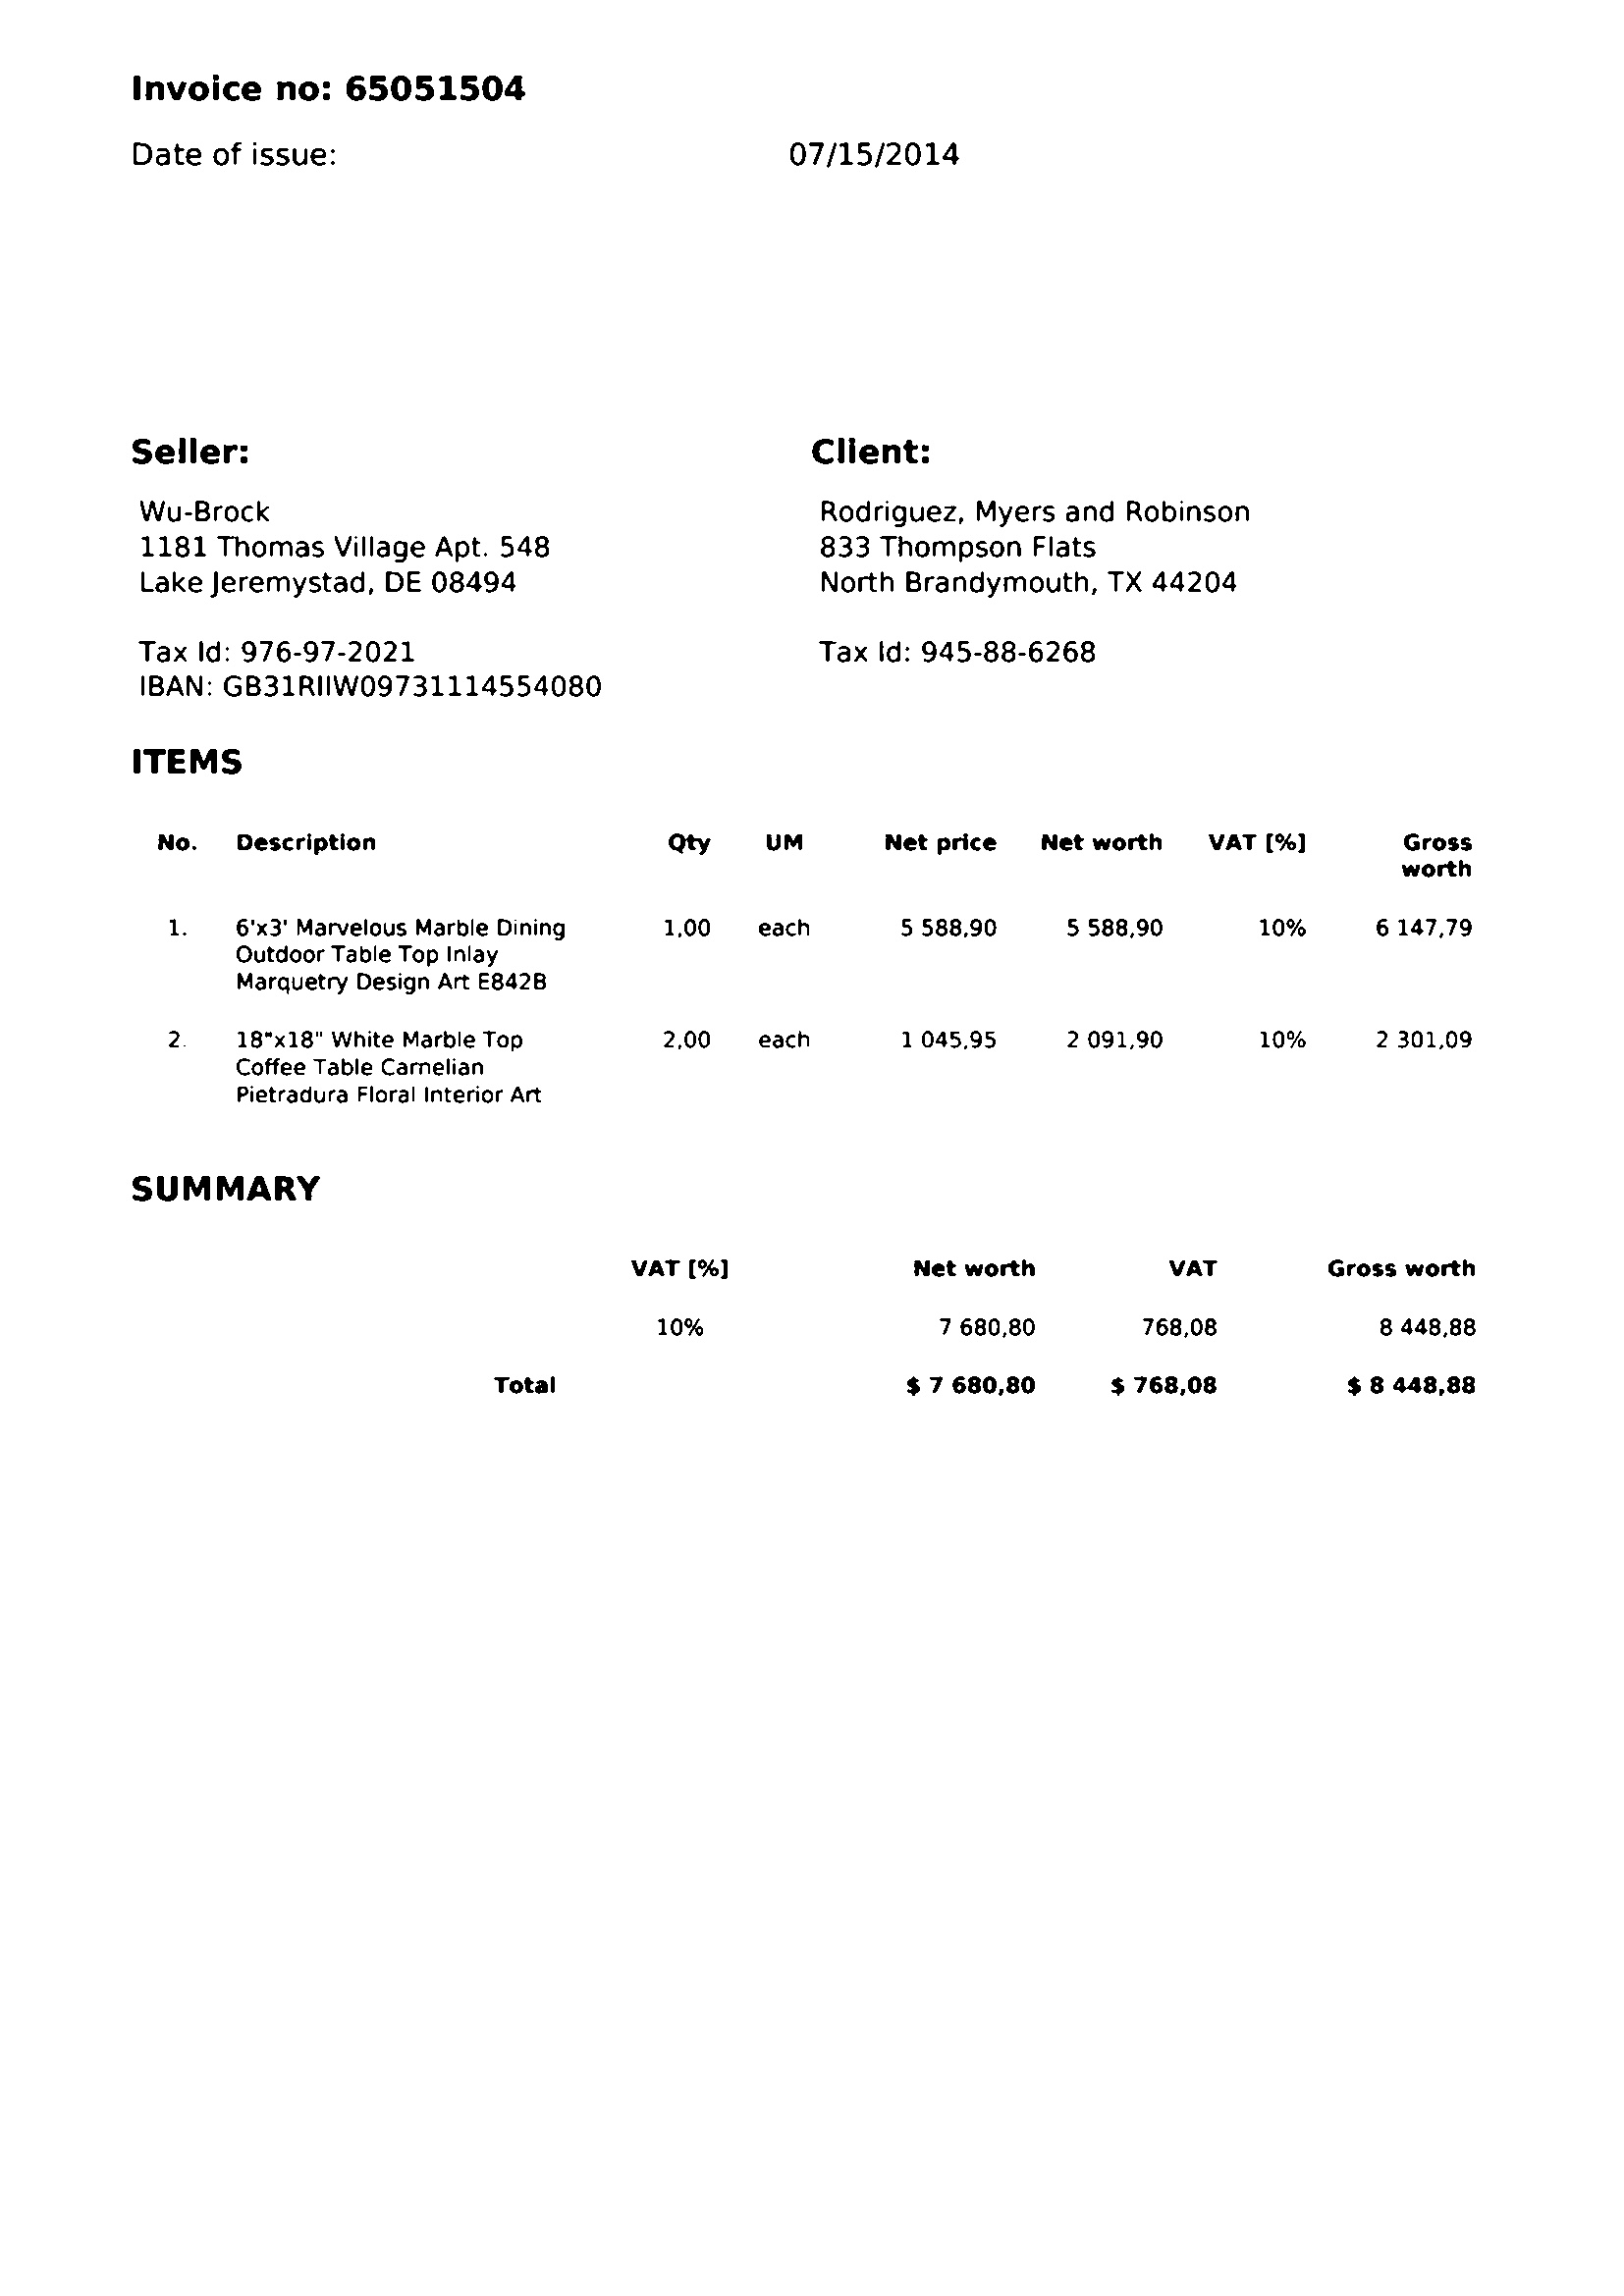 Invoice no: 65051504
Date of issue: 07/15/2014
Seller: Client:
Wu-Brock Rodriguez, Myers and Robinson
1181 Thomas Village Apt. 548 833 Thompson Flats
Lake Jeremystad, DE 08494 North Brandymouth, TX 44204
Tax Id: 976-97-2021 Tax Id: 945-88-6268
IBAN: GB31RIIW09731114554080
ITEMS
No. Description Qty UM Net price Net worth VAT [%] Gross
worth
1. 6'x3' Marvelous Marble Dining 1,00 each 5 588,90 5 588,90 10% 6 147,79
Outdoor Table Top Inlay
Marquetry Design Art E842B
2. 18"x18" White Marble Top 2,00 each 1 045,95 2 091,90 10% 2 301,09
Coffee Table Carnelian
Pietradura Floral Interior Art
SUMMARY
VAT [%] Net worth VAT Gross worth
10% 7 680,80 768,08 8 448,88
Total $ 7 680,80 $ 768,08 $ 8 448,88